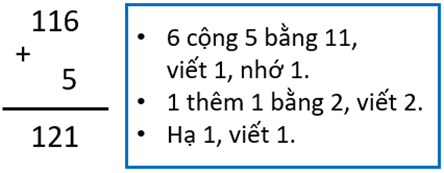 116
+
5
121
• 6 cộng 5 bằng 11,
viết 1, nhớ 1.
• 1 thêm 1 bằng 2, viết 2.
• Hạ 1, viết 1.